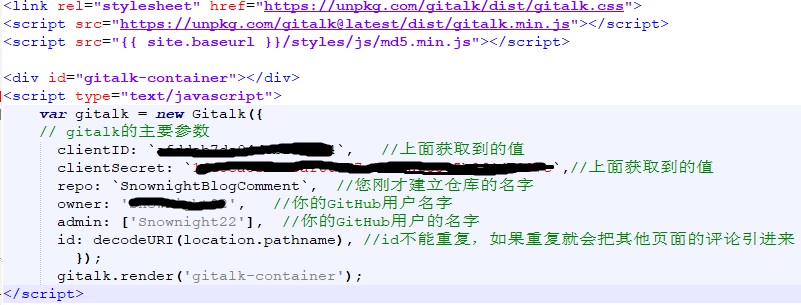 <link rel="stylesheet" href="https://unpkg.com/gitalk/dist/gitalk.css">
<script src="https://unpkg.com/gitalk@latest/dist/gitalk.min.js"></script>
<script src="{{ site.baseurl }}/styles/js/md5.min.js"></script>
<div id="gitalk-container"></div>
<script type="text/javascript">
var gitalk = new Gitalk({
// gitalk的主要参数
clientID: ` `, //上面获取到的值
clientSecret: ` `,//上面获取到的值
repo: `SnownightBlogComment`, //您刚才建立仓库的名字
owner: ' ', //你的GitHub用户名字
admin: ['Snownight22'], //你的GitHub用户的名字
id: decodeURI(location.pathname), //id不能重复，如果重复就会把其他页面的评论引进来
});
gitalk.render('gitalk-container');
</script>